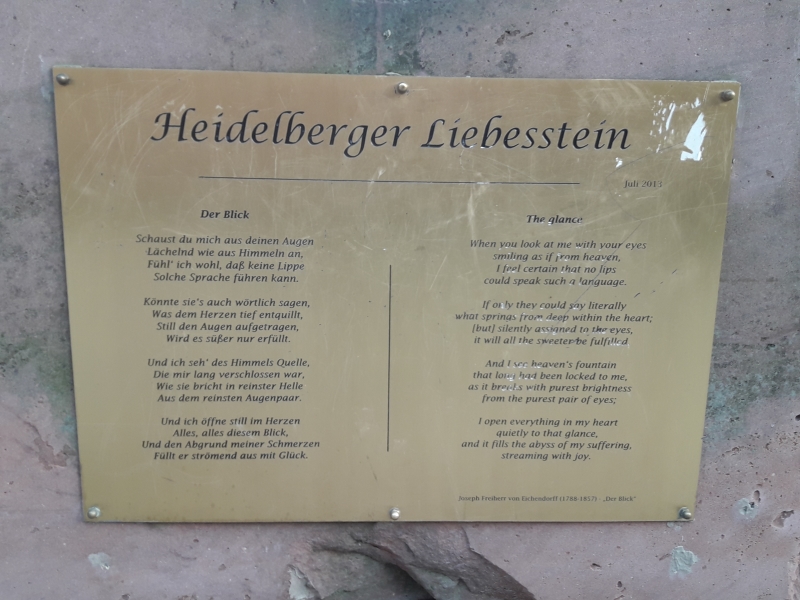 Heidelberger Liebesstein
Juli 2013
Der Blick
Schaust du mich aus deinen Augen
Lächelnd wie aus Himmeln an,
Fühl' ich wohl, daß keine Lippe
Solche Sprache führen kann.
Könnte sie's auch wörtlich sagen,
Was dem Herzen tief entquillt,
Still den Augen aufgetragen,
Wird es süßer nur erfüllt.
Und ich seh' des Himmels Quelle,
Die mir lang verschlossen war,
Wie sie bricht in reinster Helle
Aus dem reinsten Augenpaar.
Und ich öffne still im Herzen
Alles, alles diesem Blick,
Und den Abgrund meiner Schmerzen
Füllt er strömend aus mit Glück.
The glance
When you look at me with your eyes
smiling as if from heaven,
I feel certain that no lips
could speak such a language.
If only they could say literally
what springs from deep within the heart;
[but] silently assigned to the eyes,
it will all the sweeter be fulfilled
And I see heaven's fountain
that long had been locked to me,
as it breaks with purest brightness
from the purest pair of eyes;
I open everything in my heart
quietly to that glance,
and it fills the abyss of my suffering,
streaming with joy.
Joseph Freiherr von Eichendorff (1788-1857) - „Der Blick"